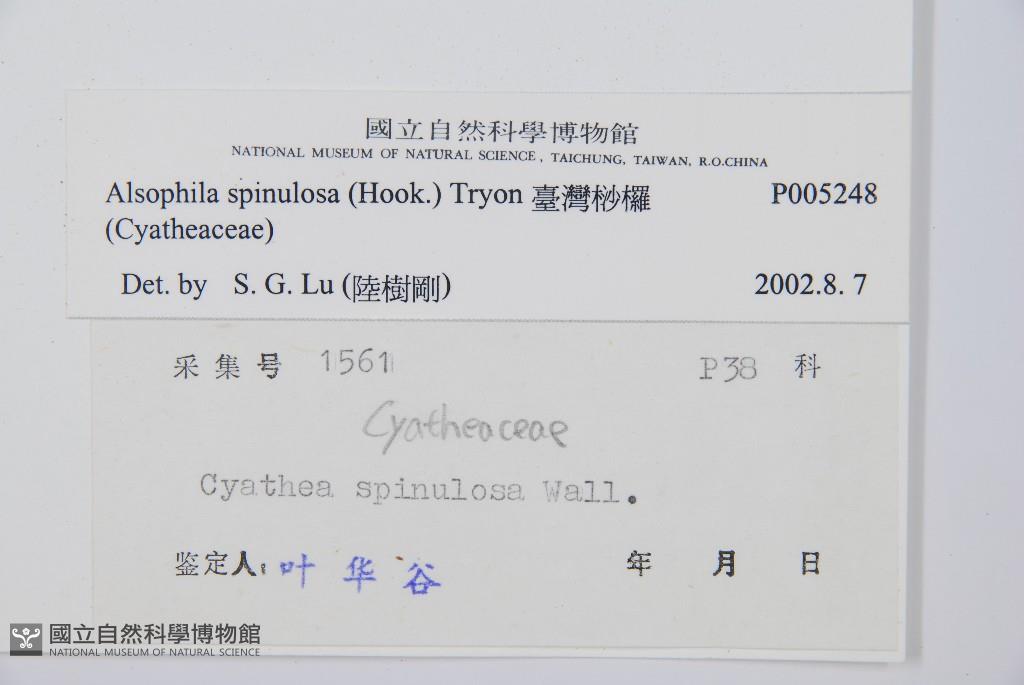 國立自然科學博物館
NATIONAL MUSEUM OF NATURAL SCIENCE, TAICHUNG, TAIWAN, R.O.CHINA
Alsophila spinulosa (Hook.) Tryon 臺灣桫欏 P005248
(Cyatheaceae)
Det. by S. G. Lu (陸樹剛) 2002.8. 7
采集号 1561 P38 科
Cyatheaceae
Cyathea spinulosa Wall.
鉴定人: 叶华谷 年 月 日
國立自然科學博物館
NATIONAL MUSEUM OF NATURAL SCIENCE